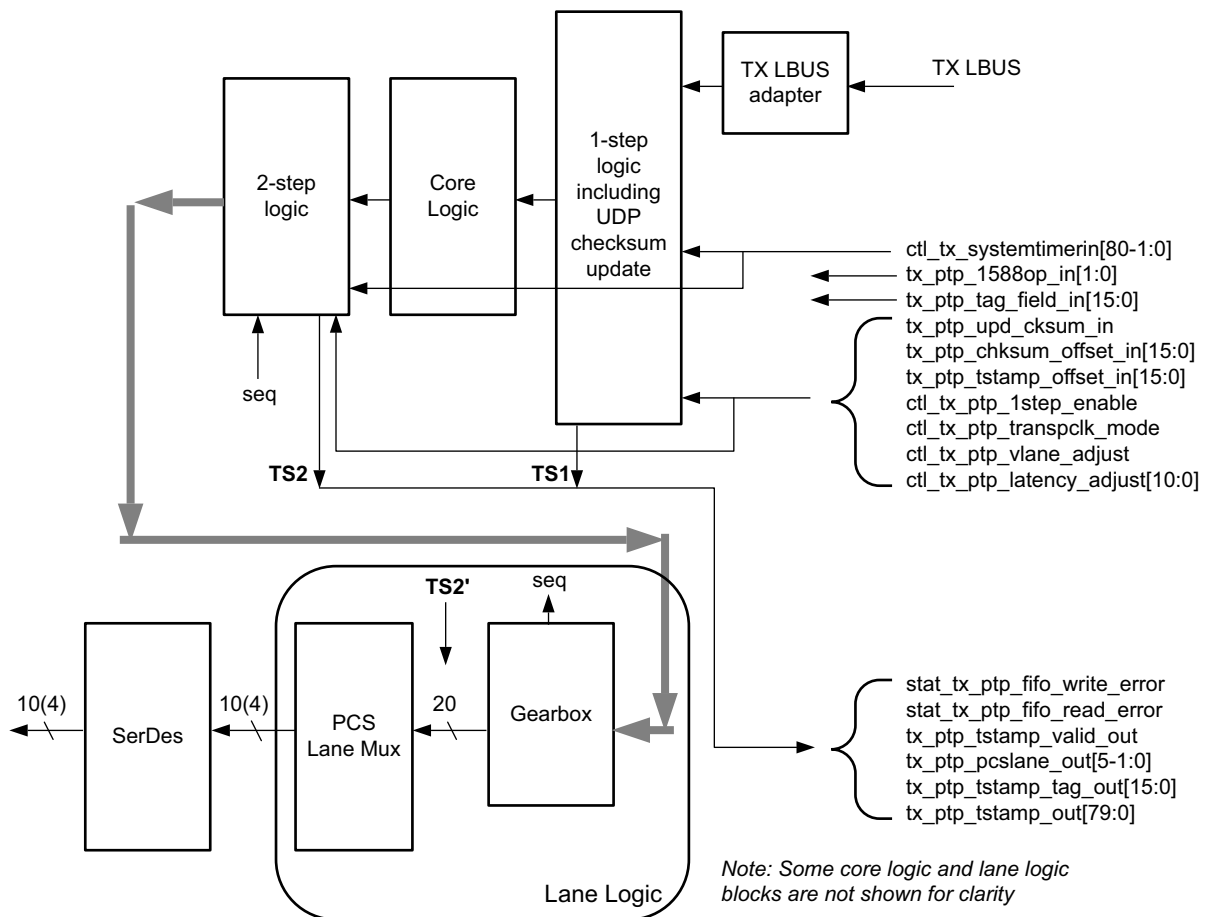 TX LBUS
adapter
TX LBUS
2-step
logic
Core
Logic
1-step
logic
including
UDP
checksum
update
ctl_tx_systemtimerin[80-1:0]
tx_ptp_1588op_in[1:0]
tx_ptp_tag_field_in[15:0]
tx_ptp_upd_cksum_in
tx_ptp_chksum_offset_in[15:0]
tx_ptp_tstamp_offset_in[15:0]
ctl_tx_ptp_1step_enable
ctl_tx_ptp_transpclk_mode
ctl_tx_ptp_vlane_adjust
ctl_tx_ptp_latency_adjust[10:0]
seq
TS2
TS1
TS2'
seq
10(4)
SerDes
10(4)
PCS
Lane Mux
20
Gearbox
Lane Logic
stat_tx_ptp_fifo_write_error
stat_tx_ptp_fifo_read_error
tx_ptp_tstamp_valid_out
tx_ptp_pcslane_out[5-1:0]
tx_ptp_tstamp_tag_out[15:0]
tx_ptp_tstamp_out[79:0]
Note: Some core logic and lane logic
blocks are not shown for clarity